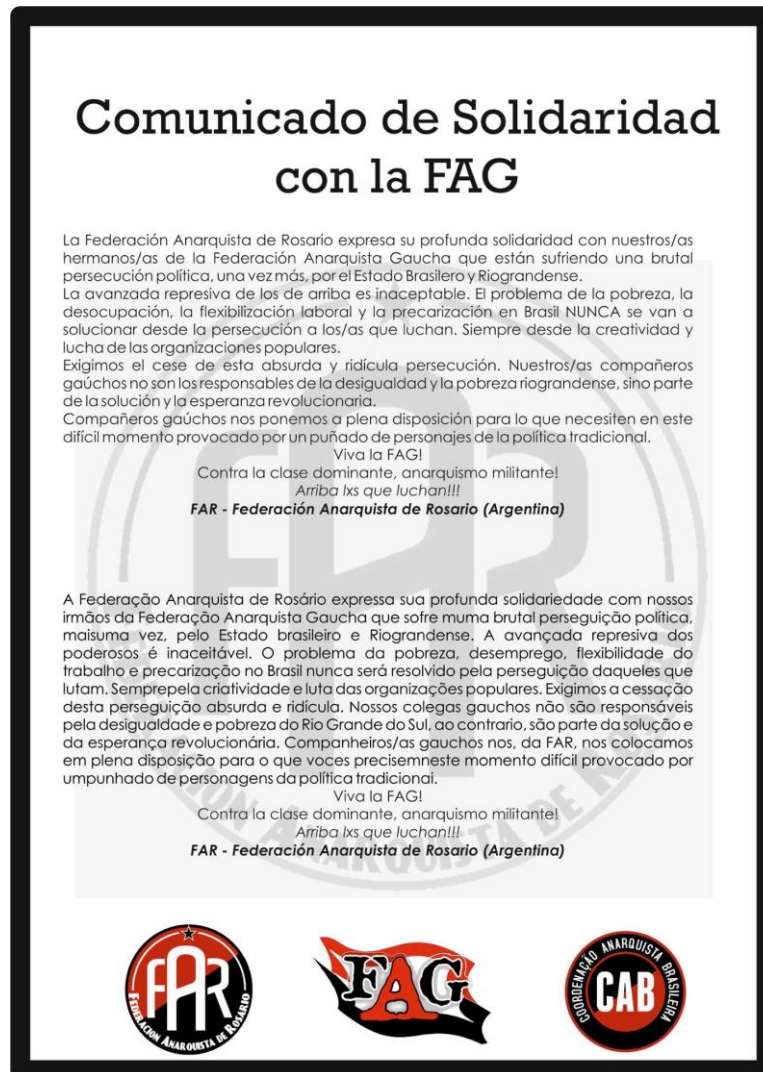 Comunicado de Solidaridad
con la FAG
La Federación Anarquista de Rosario expresa su profunda solidaridad con nuestros/as
hermanos/as de la Federación Anarquista Gaucha que están sufriendo una brutal
persecución política, una vez más, por el Estado Brasilero y Riograndense.
La avanzada represiva de los de arriba es inaceptable. El problema de la pobreza, la
desocupación, la flexibilización laboral y la precarización en Brasil NUNCA se van a
solucionar desde la persecución a los/as que luchan. Siempre desde la creatividad y
lucha de las organizaciones populares.
Exigimos el cese de esta absurda y ridícula persecución. Nuestros/as compañeros
gaúchos no son los responsables de la desigualdad y la pobreza riograndense, sino parte
de la solución y la esperanza revolucionaria.
Compañeros gaúchos nos ponemos a plena disposición para lo que necesiten en este
difícil momento provocado por un puñado de personajes de la política tradicional.
Viva la FAG!
Contra la clase dominante, anarquismo militante!
Arriba lxs que luchan!!!
FAR - Federación Anarquista de Rosario (Argentina)
A Federação Anarquista de Rosário expressa sua profunda solidariedade com nossos
irmãos da Federação Anarquista Gaucha que sofre muma brutal perseguição política,
maisuma vez, pelo Estado brasileiro e Riograndense. A avançada represiva dos
poderosos é inaceitável. O problema da pobreza, desemprego, flexibilidade do
trabalho e precarização no Brasil nunca será resolvido pela perseguição daqueles que
lutam. Semprepela criatividade e luta das organizações populares. Exigimos a cessação
desta perseguição absurda e ridícula. Nossos colegas gauchos não são responsáveis
pela desigualdade e pobreza do Rio Grande do Sul, ao contrario, são parte da solução e
da esperança revolucionária. Companheiros/as gauchos nos, da FAR, nos colocamos
em plena disposição para o que voces precisemneste momento difícil provocado por
umpunhado de personagens da política tradicional.
Viva la FAG!
Contra la clase dominante, anarquismo militante!
Arriba lxs que luchan!!!
FAR - Federación Anarquista de Rosario (Argentina)
FAR
FEDERACION ANARQUISTA DE ROSARIO
FAR
FEDERACION ANARQUISTA DE ROSARIO
FAG
COORDENAÇÃO ANARQUISTA BRASILEIRA
CAB